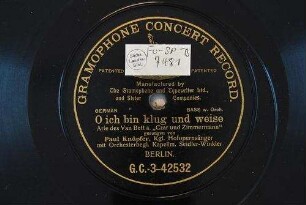 GRAMOPHONE CONCERT RECORD.
PATENTED
PATENTED
7481
Manufactured by
The Gramophone and Typewriter Ltd.,
and Sister Companies.
GERMAN
BASS w. Orch.
O ich bin klug und weise
Arie des Van Bett a. „Czar und Zimmermann“
gesungen von
Paul Knüpfer, Kgl. Hofopernsänger
mit Orchesterbegl. Kapellm. Seidler-Winkler
BERLIN.
G.C.-3-42532